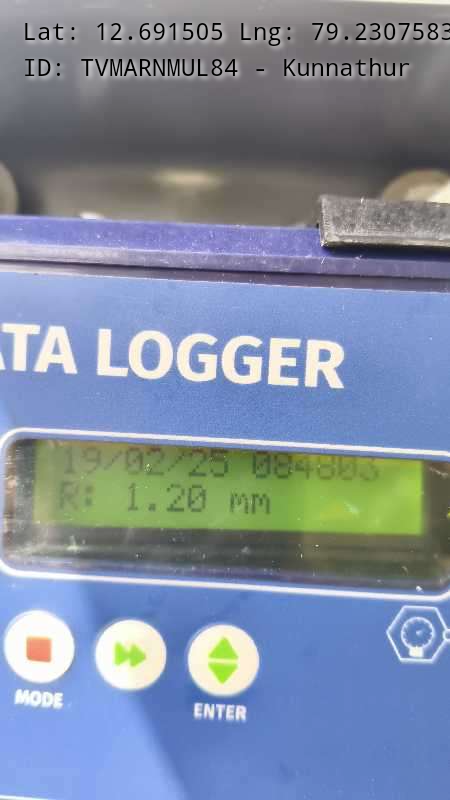 Lat: 12.691505 Lng: 79.2307583
ID: TVMARNMUL84 - Kunnathur
ATA LOGGER
19/02/25 084803
R: 1.20 mm
MODE
ENTER